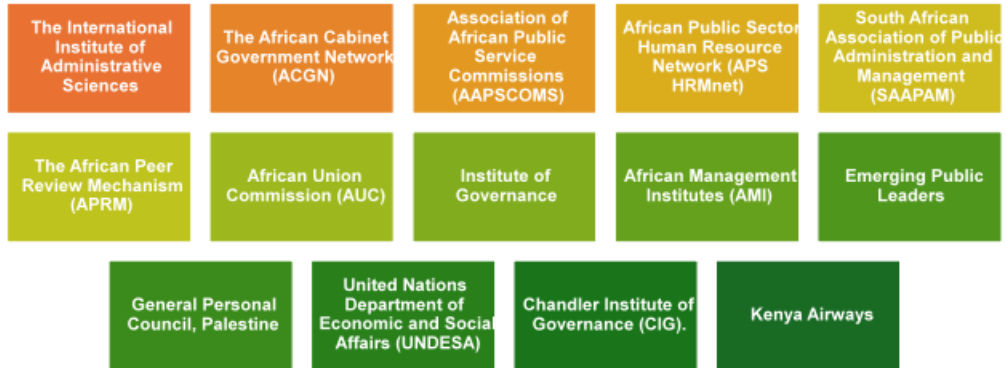 The International
Institute of
Administrative
Sciences
The African Cabinet
Government Network
(ACGN)
Association of
African Public
Service
Commissions
(AAPSCOMS)
African Public Sector
Human Resource
Network (APS
HRMnet)
South African
Association of Public
Administration and
Management
(SAAPAM)
The African Peer
Review Mechanism
(APRM)
African Union
Commission (AUC)
Institute of
Governance
African Management
Institutes (AMI)
Emerging Public
Leaders
General Personal
Council, Palestine
United Nations
Department of
Economic and Social
Affairs (UNDESA)
Chandler Institute of
Governance (CIG).
Kenya Airways